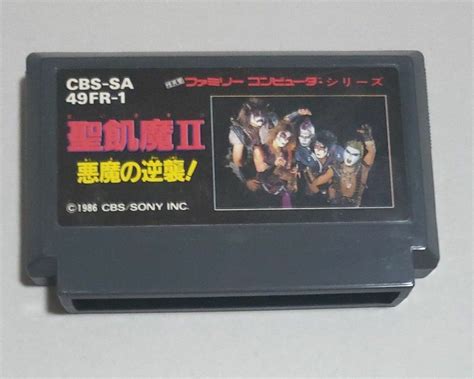 CBS-SA
49FR-1
ファミリー コンピュータ・シリーズ
聖飢魔II
悪魔の逆襲!
©1986 CBS/SONY INC.